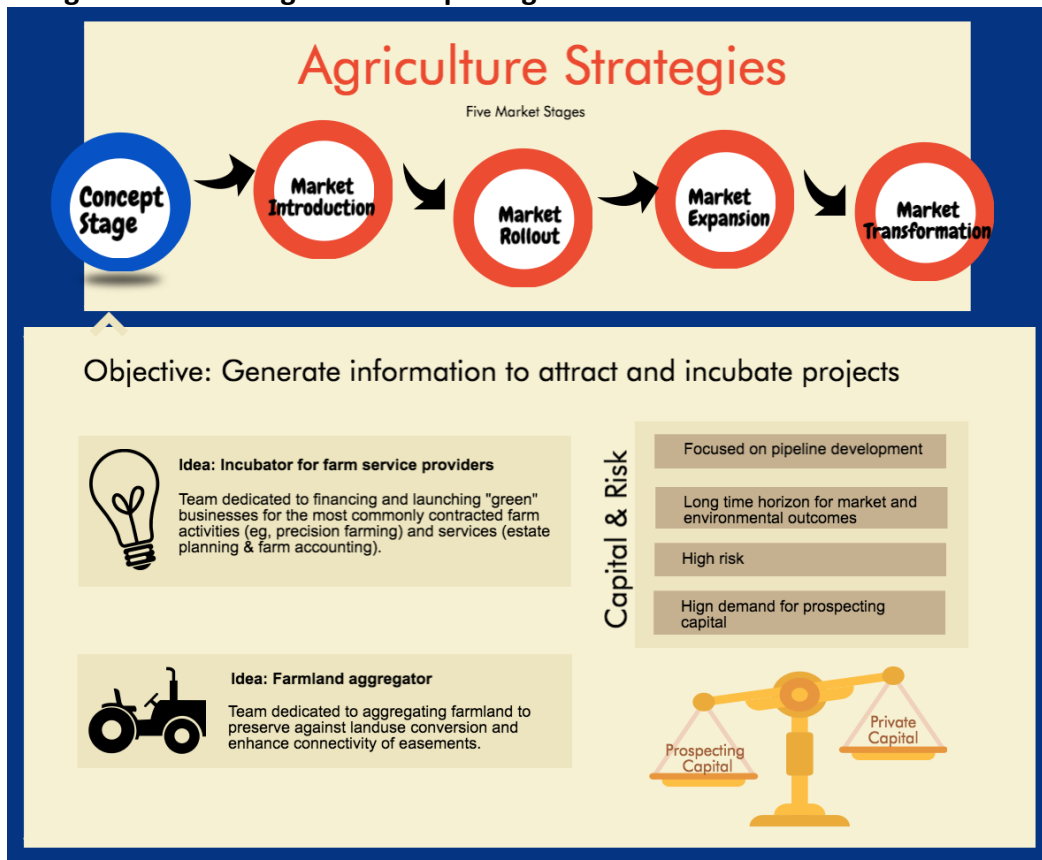 Agriculture Strategies
Five Market Stages
Concept
Stage
Market
Introduction
Market
Rollout
Market
Expansion
Market
Transformation
Objective: Generate information to attract and incubate projects
Idea: Incubator for farm service providers
Team dedicated to financing and launching "green"
businesses for the most commonly contracted farm
activities (eg, precision farming) and services (estate
planning & farm accounting).
Idea: Farmland aggregator
Team dedicated to aggregating farmland to
preserve against landuse conversion and
enhance connectivity of easements.
Capital & Risk
Focused on pipeline development
Long time horizon for market and
environmental outcomes
High risk
Hign demand for prospecting
capital
Prospecting
Capital
Private
Capital